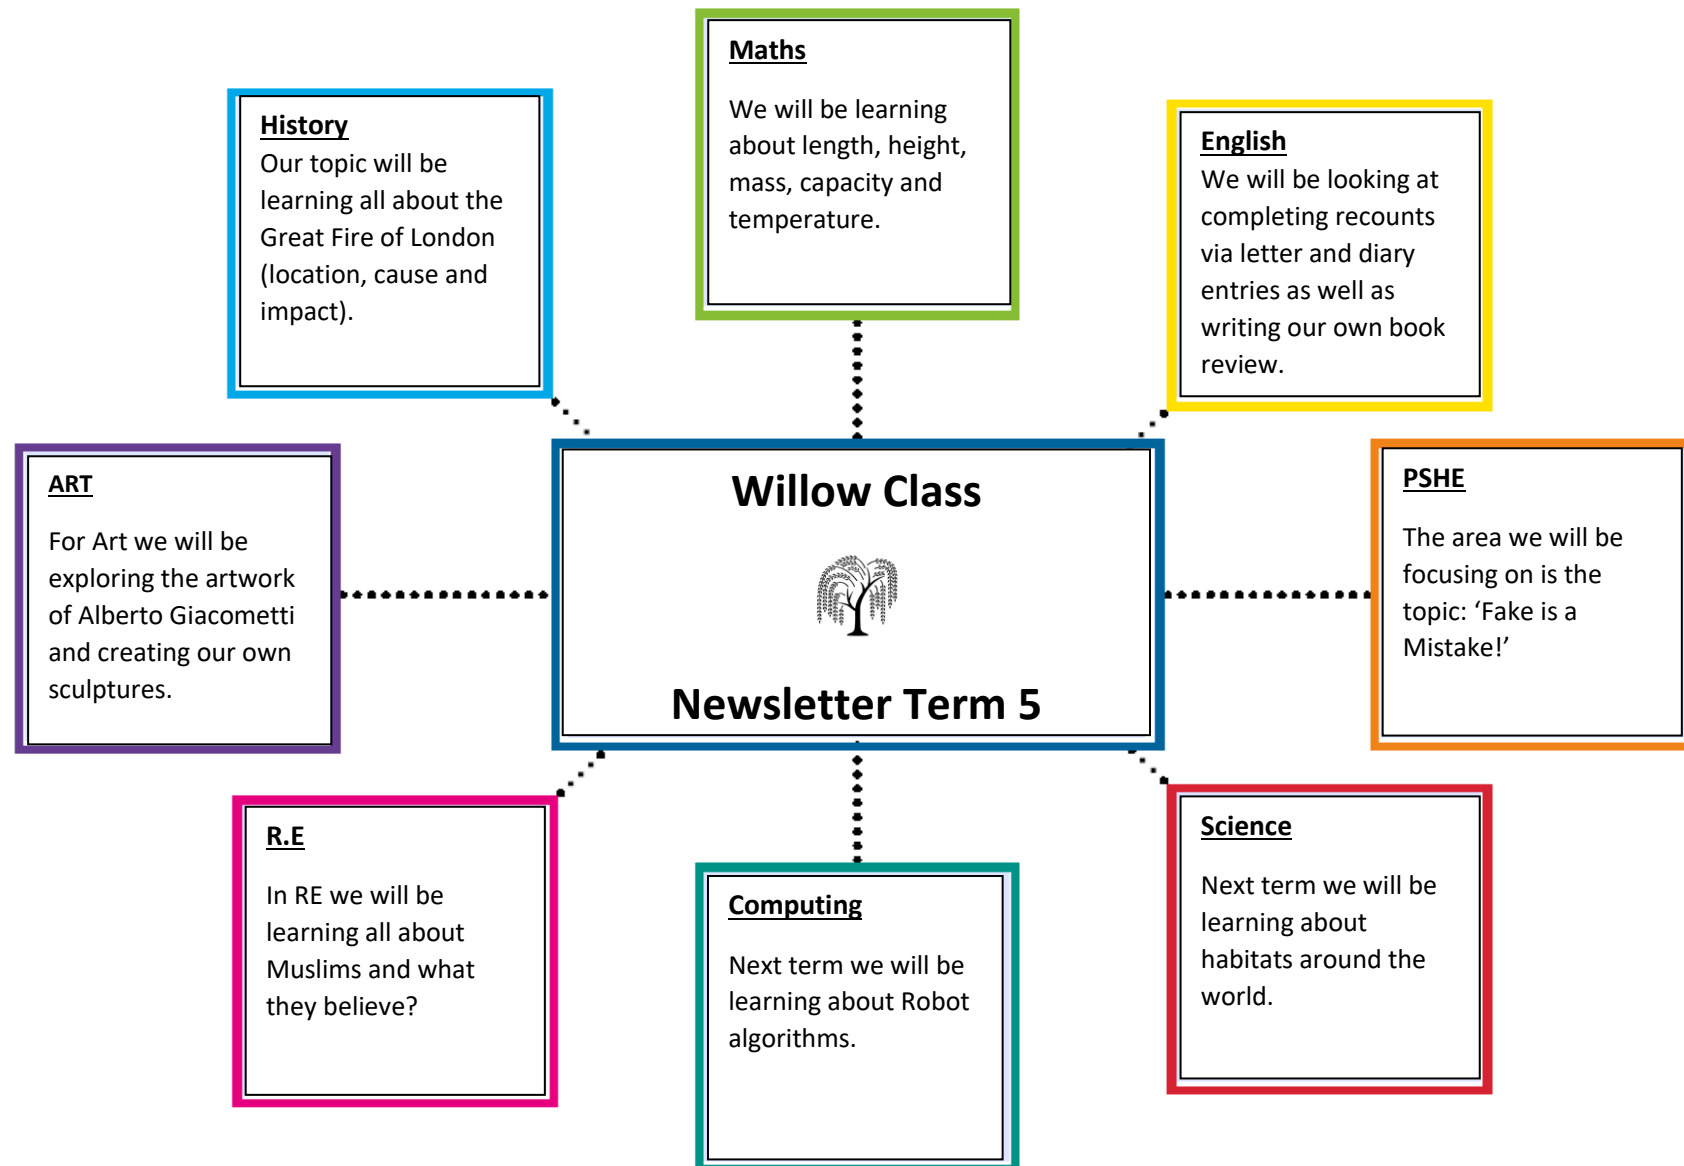 Maths
We will be learning
about length, height,
mass, capacity and
temperature.
History
Our topic will be
learning all about the
Great Fire of London
(location, cause and
impact).
English
We will be looking at
completing recounts
via letter and diary
entries as well as
writing our own book
review.
ART
For Art we will be
exploring the artwork
of Alberto Giacometti
and creating our own
sculptures.
Willow Class
Newsletter Term 5
PSHE
The area we will be
focusing on is the
topic: ‘Fake is a
Mistake!’
R.E
In RE we will be
learning all about
Muslims and what
they believe?
Computing
Next term we will be
learning about Robot
algorithms.
Science
Next term we will be
learning about
habitats around the
world.